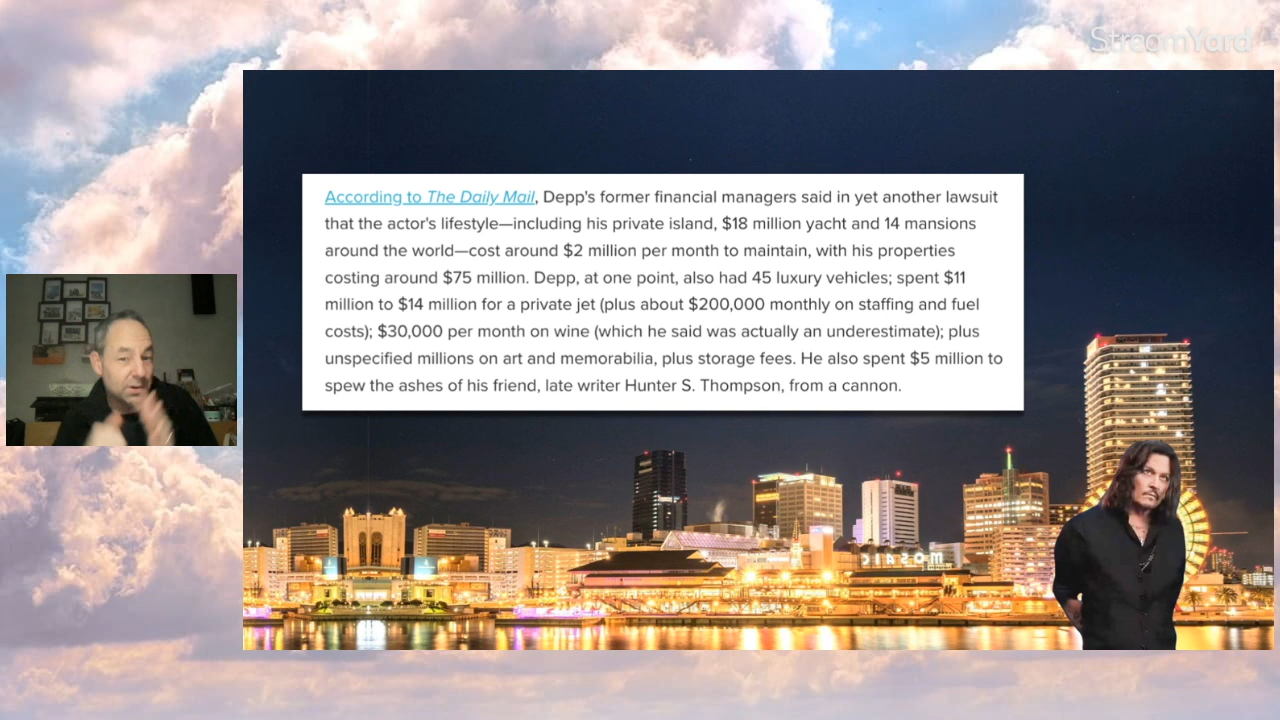 StreamYard
According to The Daily Mail, Depp's former financial managers said in yet another lawsuit
that the actor's lifestyle—including his private island, $18 million yacht and 14 mansions
around the world—cost around $2 million per month to maintain, with his properties
costing around $75 million. Depp, at one point, also had 45 luxury vehicles; spent $11
million to $14 million for a private jet (plus about $200,000 monthly on staffing and fuel
costs); $30,000 per month on wine (which he said was actually an underestimate); plus
unspecified millions on art and memorabilia, plus storage fees. He also spent $5 million to
spew the ashes of his friend, late writer Hunter S. Thompson, from a cannon.
MOSAIC